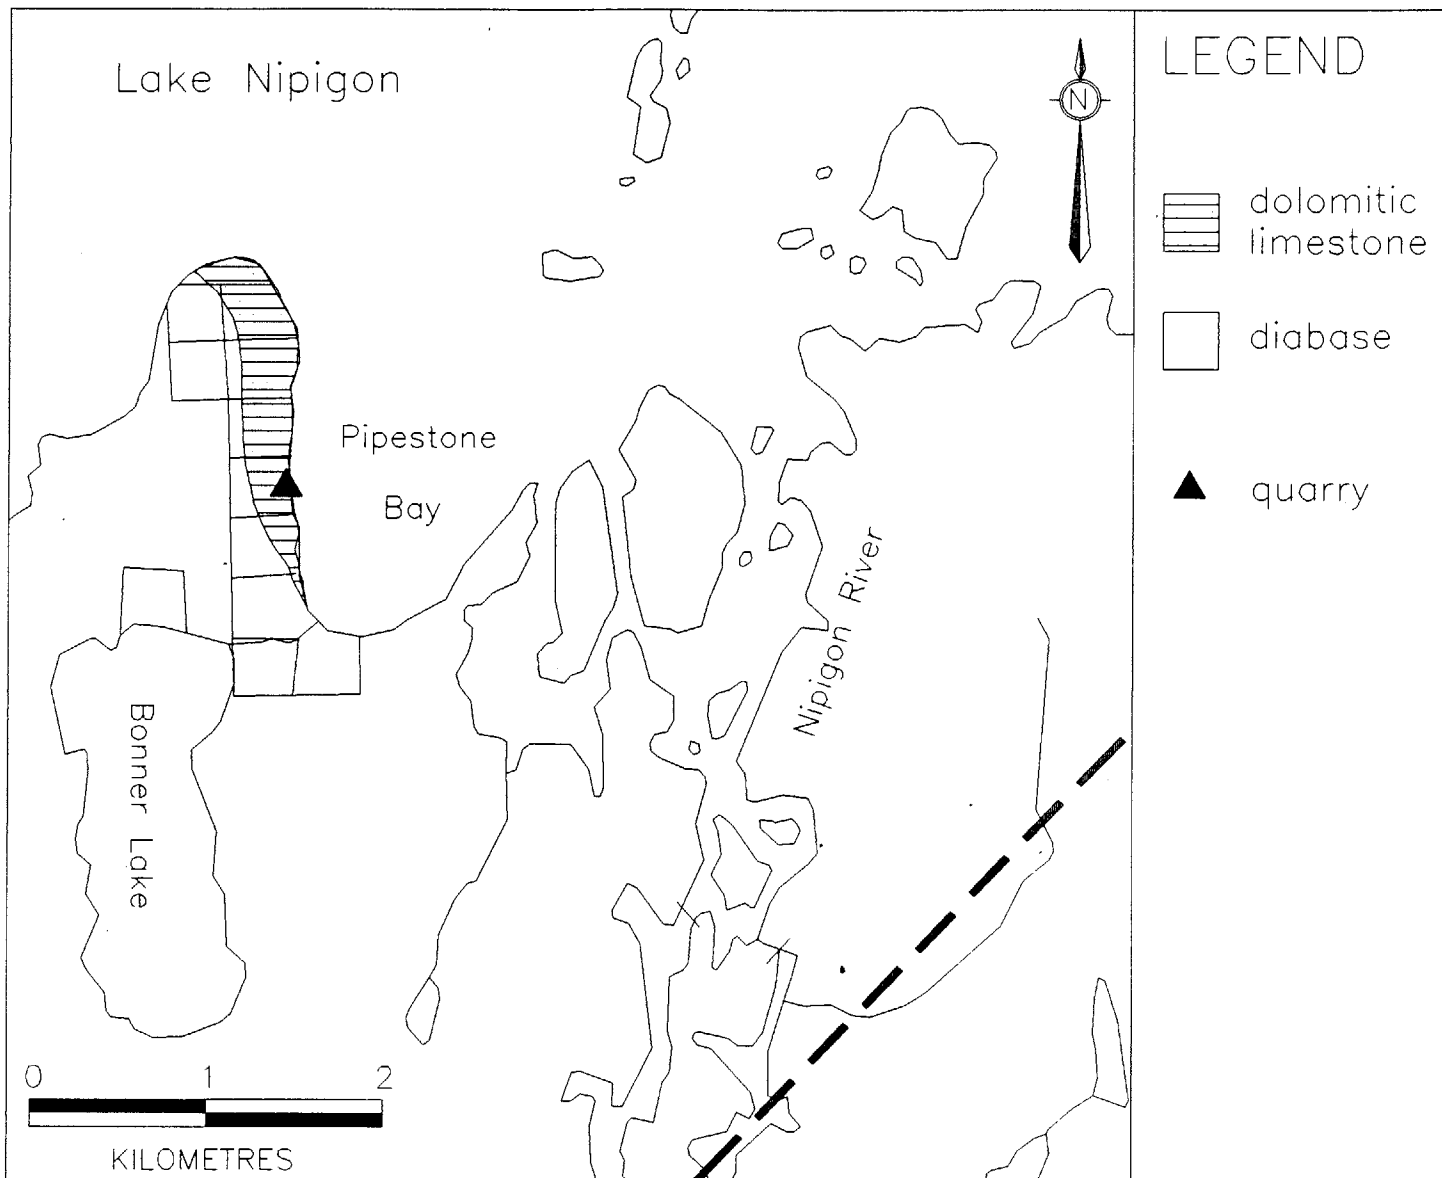 Lake Nipigon
N
LEGEND
dolomitic
limestone
diabase
quarry
Pipestone
Bay
Nipigon River
Bonner Lake
0 1 2
KILOMETRES